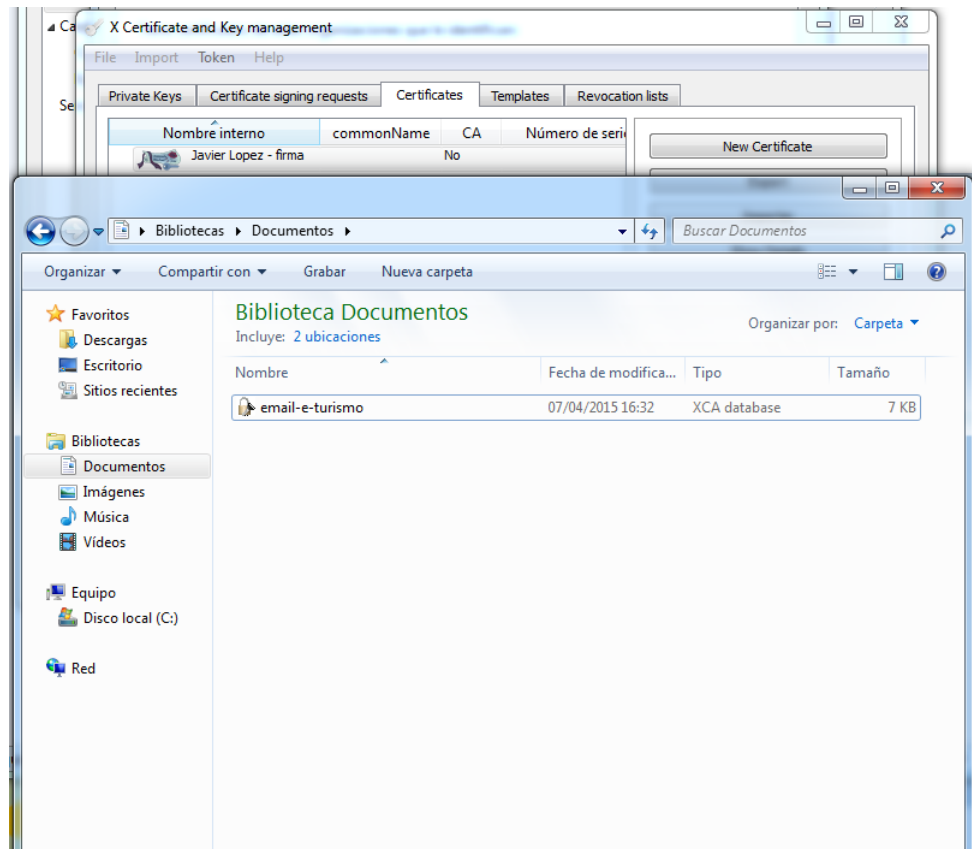 Ca
X Certificate and Key management
File Import Token Help
Se
Private Keys Certificate signing requests Certificates Templates Revocation lists
Nombre interno commonName CA Número de serie
Javier Lopez - firma No
New Certificate
Bibliotecas Documentos
Buscar Documentos
Organizar Compartir con Grabar Nueva carpeta
Favoritos
Descargas
Escritorio
Sitios recientes
Bibliotecas
Documentos
Imágenes
Música
Vídeos
Equipo
Disco local (C:)
Red
Biblioteca Documentos
Incluye: 2 ubicaciones
Organizar por: Carpeta
Nombre Fecha de modifica... Tipo Tamaño
email-e-turismo 07/04/2015 16:32 XCA database 7 KB